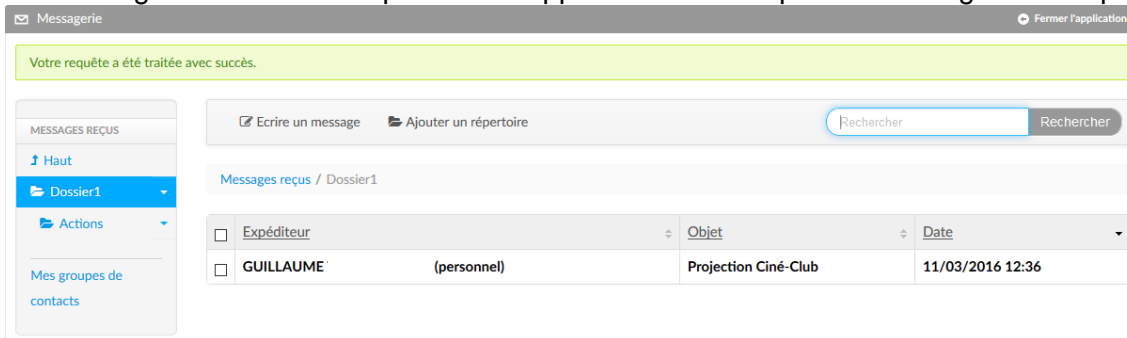 Messagerie
Fermer l'application
Votre requête a été traitée avec succès.
Ecrire un message
Ajouter un répertoire
Rechercher
Rechercher
MESSAGES REÇUS
Haut
Dossier1
Actions
Mes groupes de
contacts
Messages reçus / Dossier1
Expéditeur Objet Date
GUILLAUME (personnel) Projection Ciné-Club 11/03/2016 12:36